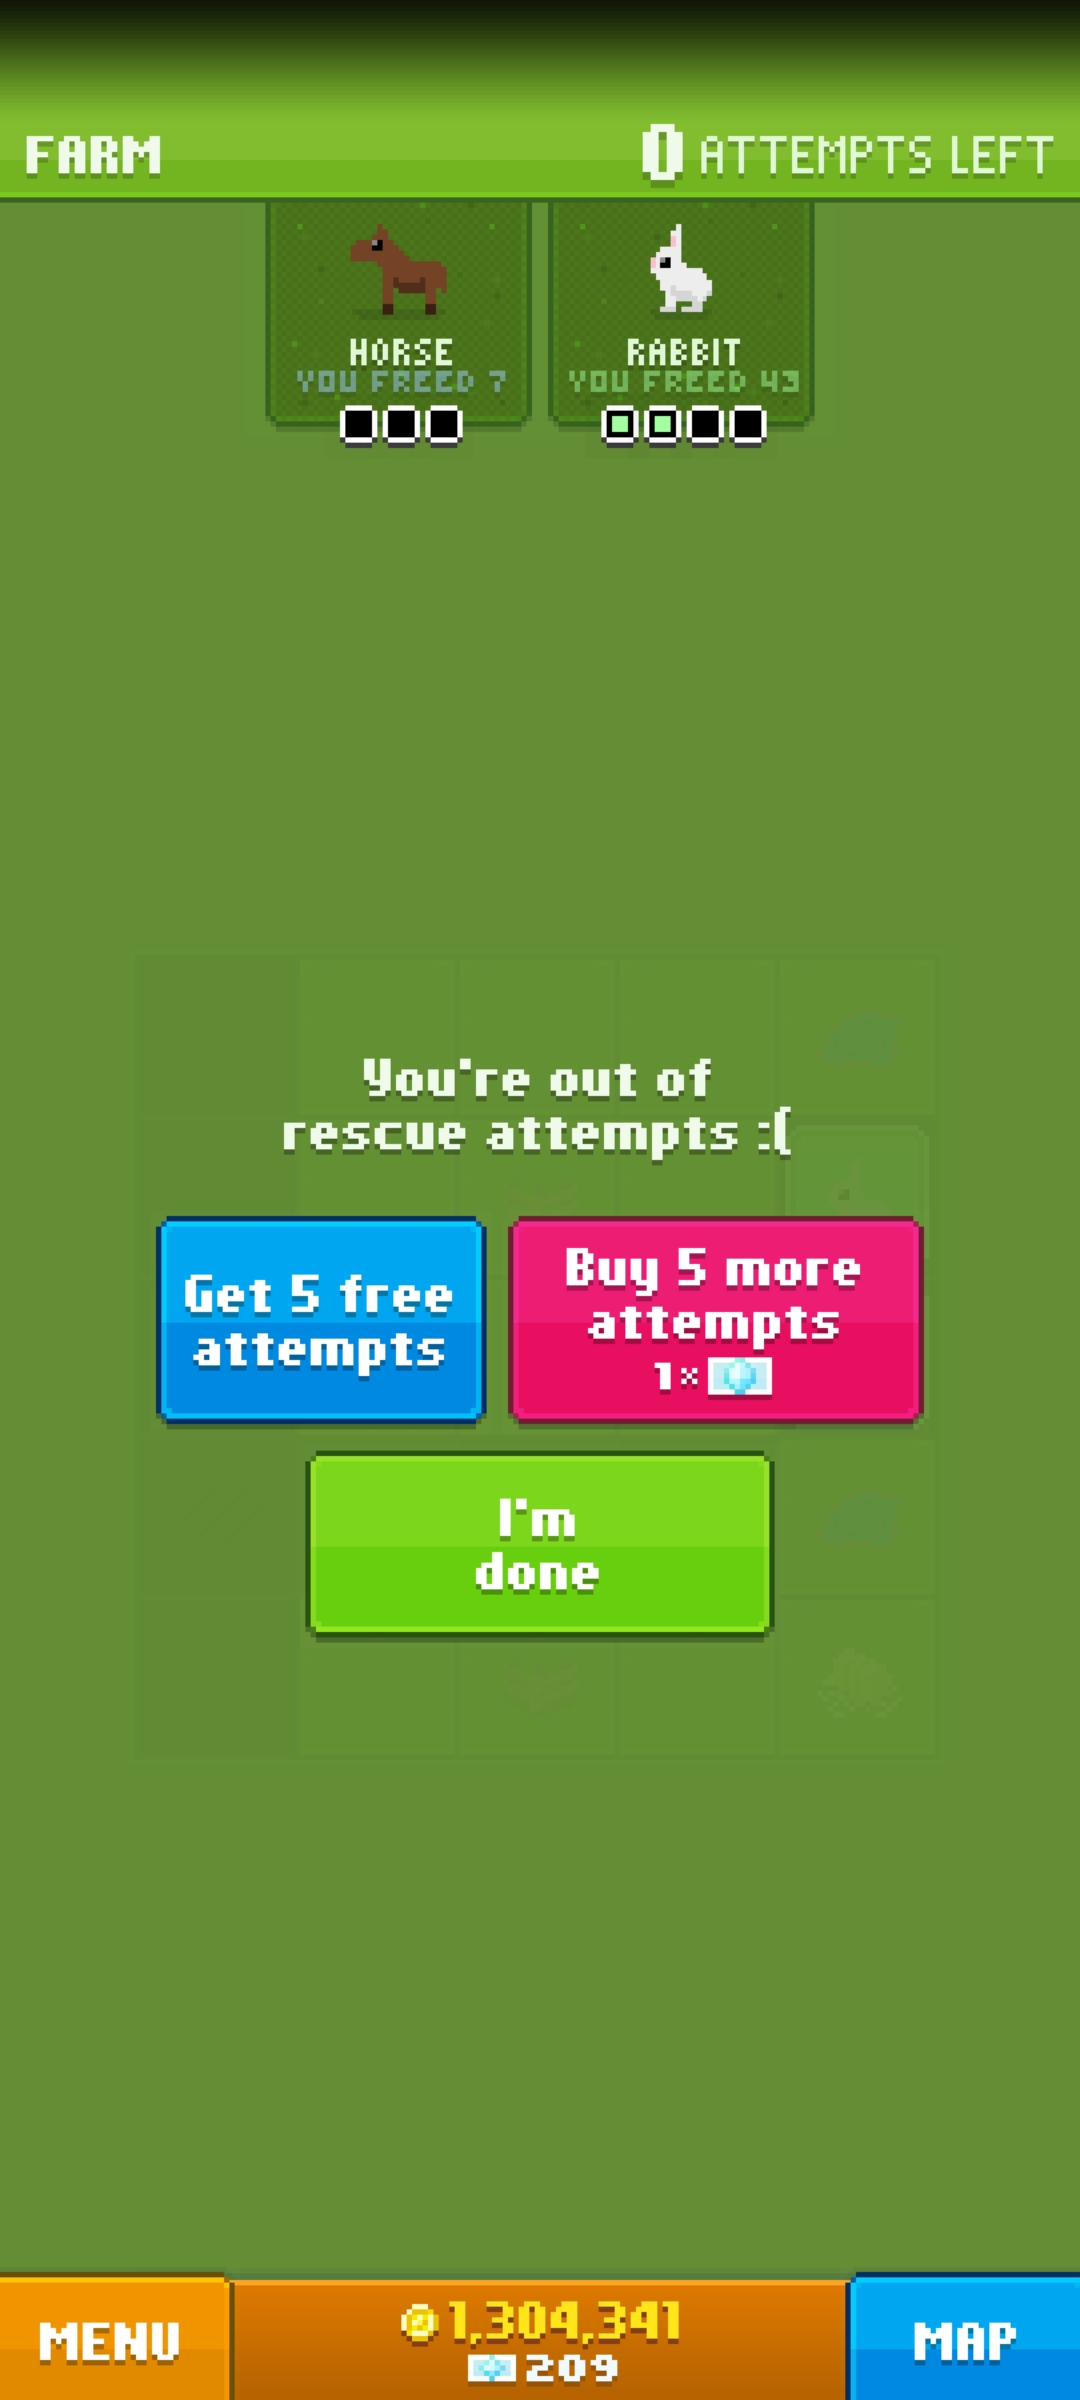 FARM
0 ATTEMPTS LEFT
HORSE
YOU FREED 7
RABBIT
YOU FREED 43
You're out of
rescue attempts :(
Get 5 free
attempts
Buy 5 more
attempts
1×
I'm
done
MENU
1,304,341
209
MAP